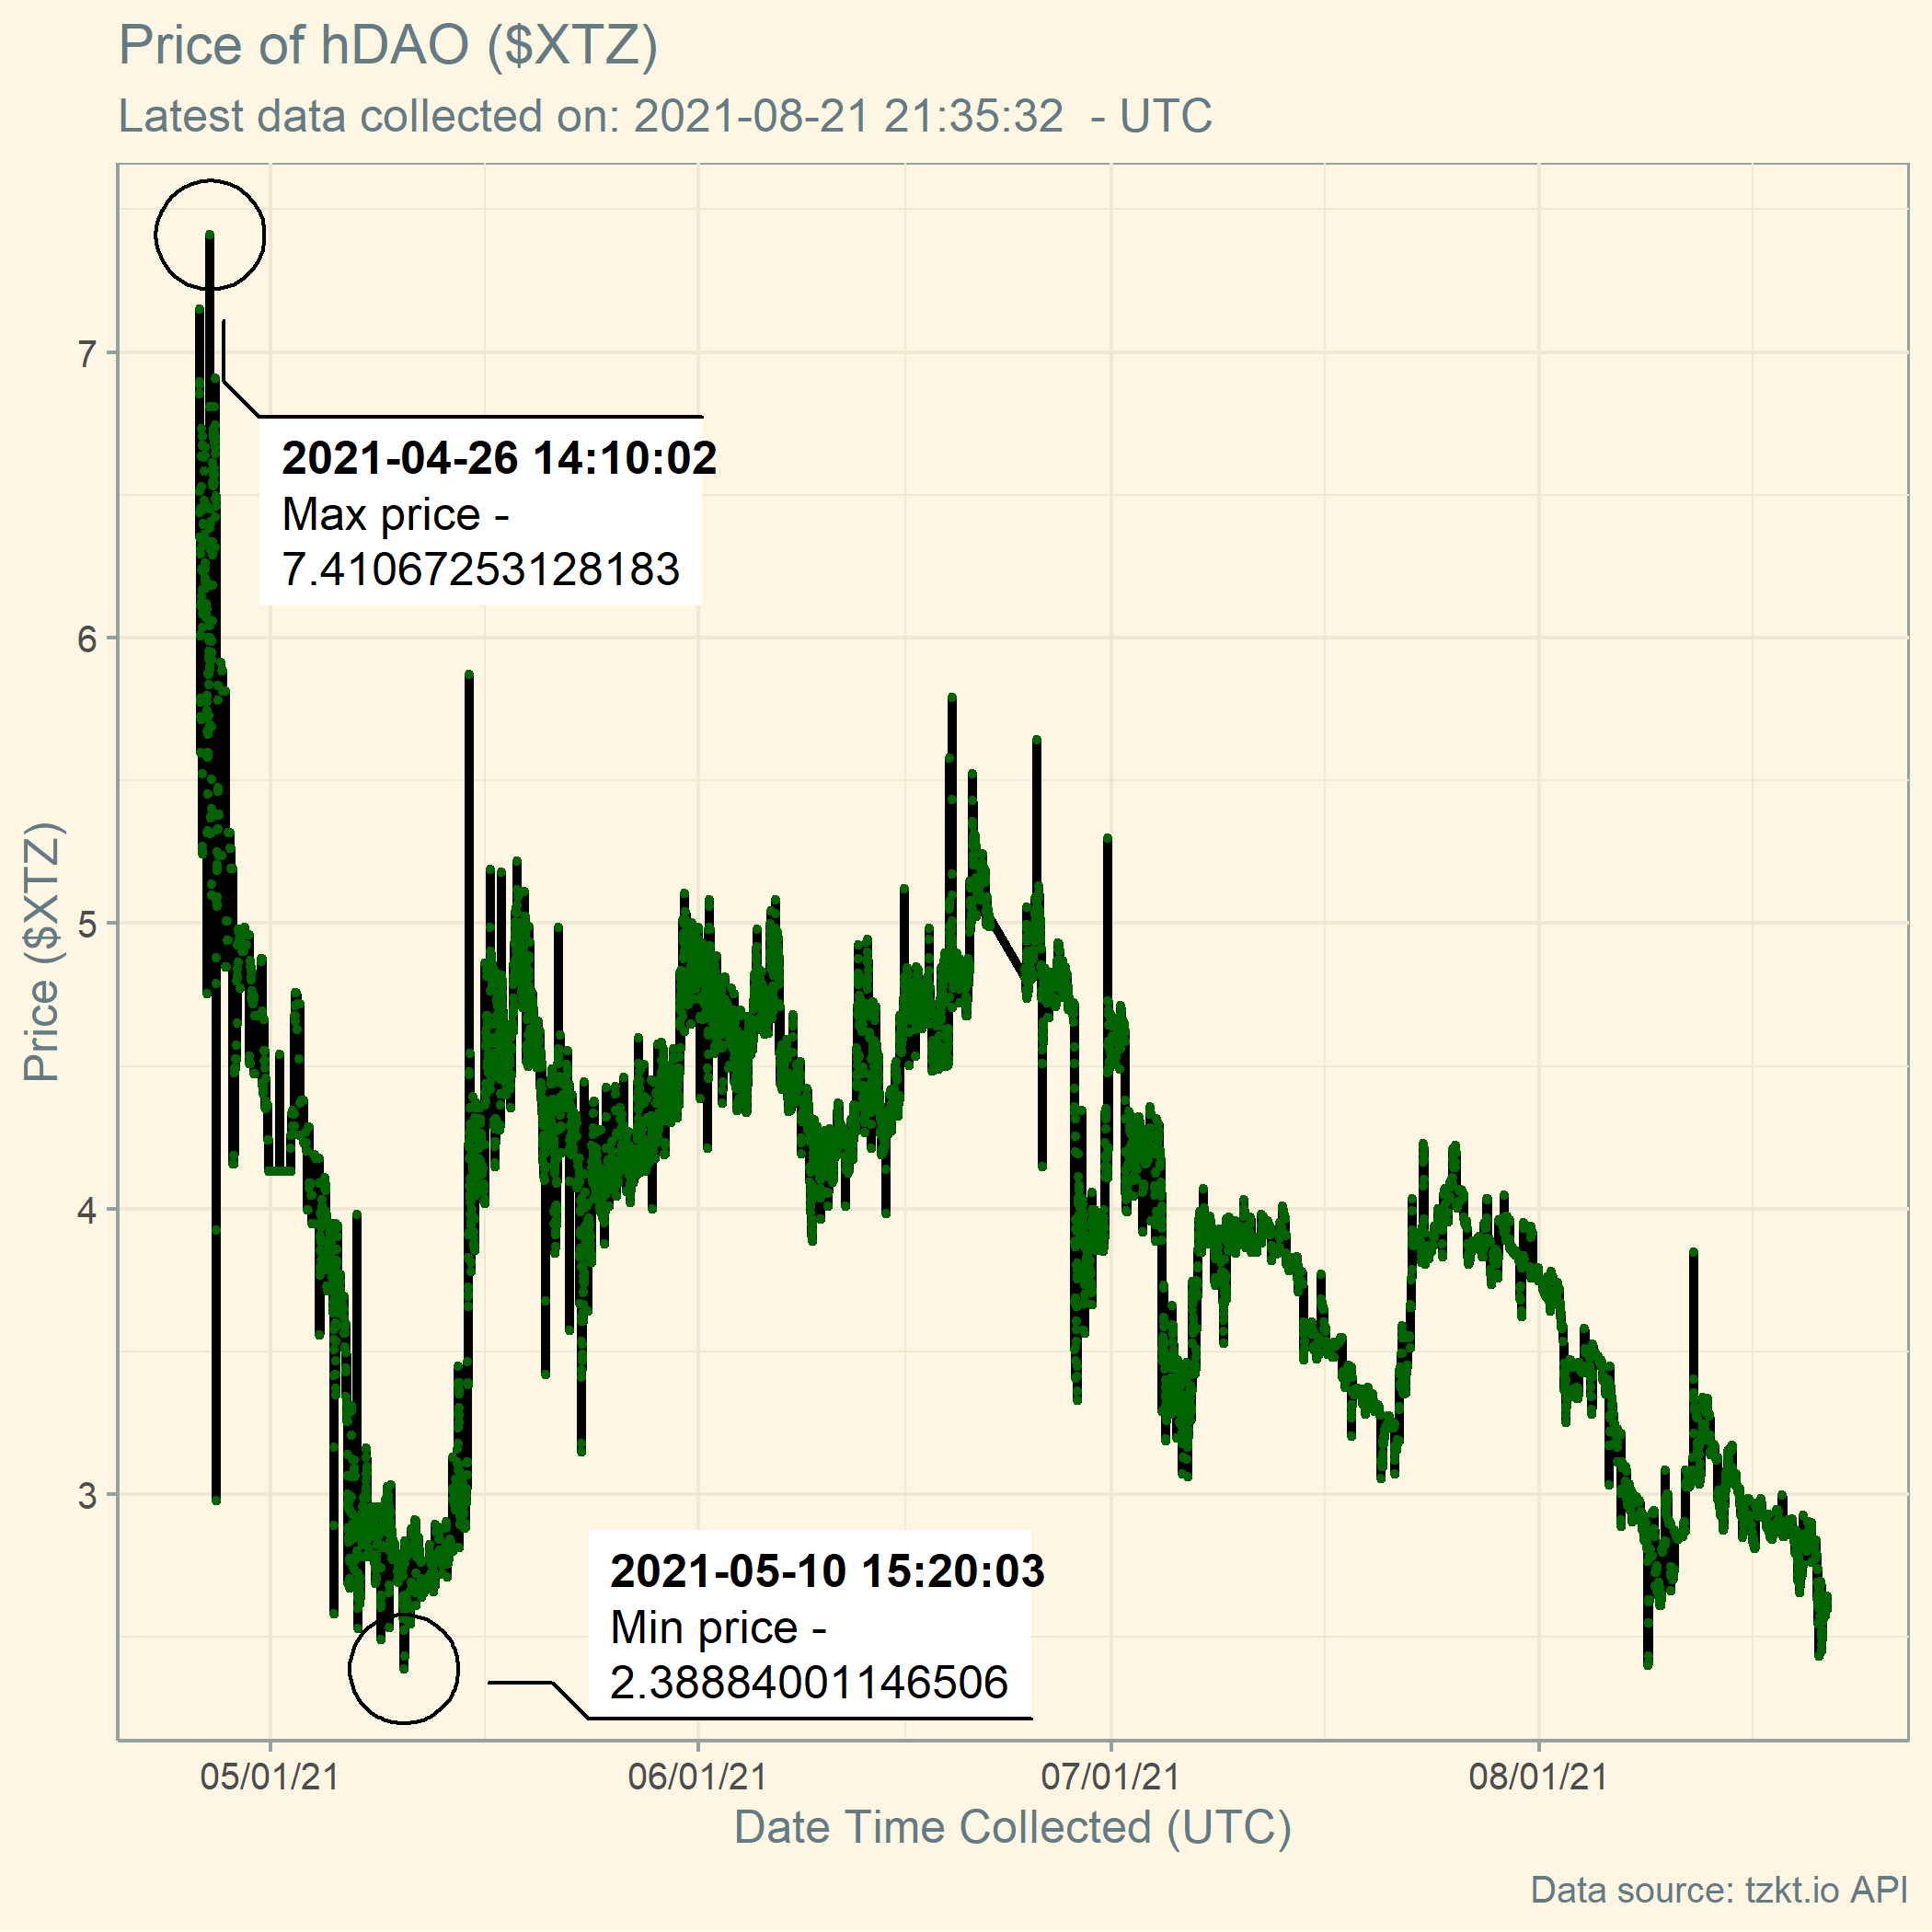 Price of hDAO ($XTZ)
Latest data collected on: 2021-08-21 21:35:32  - UTC
2021-04-26 14:10:02
Max price -
7.41067253128183
7
6
5
4
3
Price ($XTZ)
2021-05-10 15:20:03
Min price -
2.38884001146506
05/01/21 06/01/21 07/01/21 08/01/21
Date Time Collected (UTC)
Data source: tzkt.io API